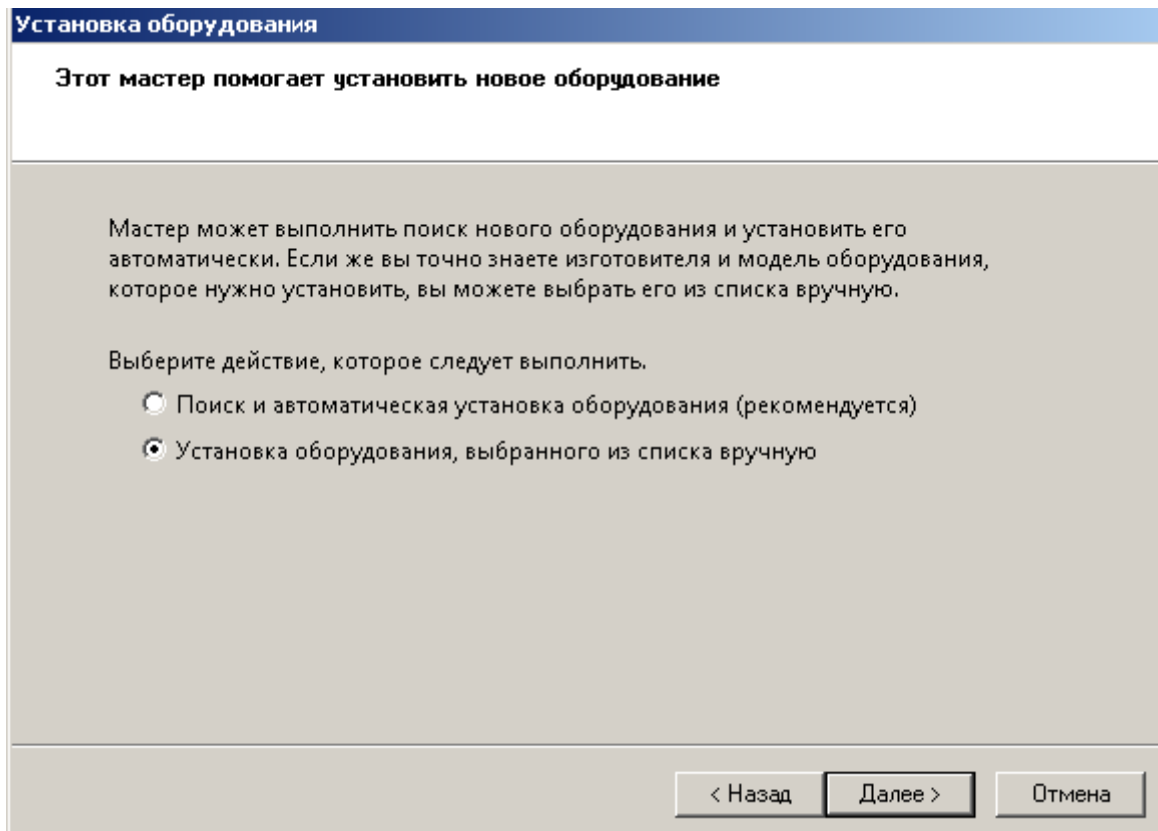 Установка оборудования
Этот мастер помогает установить новое оборудование
Мастер может выполнить поиск нового оборудования и установить его
автоматически. Если же вы точно знаете изготовителя и модель оборудования,
которое нужно установить, вы можете выбрать его из списка вручную.
Выберите действие, которое следует выполнить.
Поиск и автоматическая установка оборудования (рекомендуется)
Установка оборудования, выбранного из списка вручную
< Назад Далее > Отмена